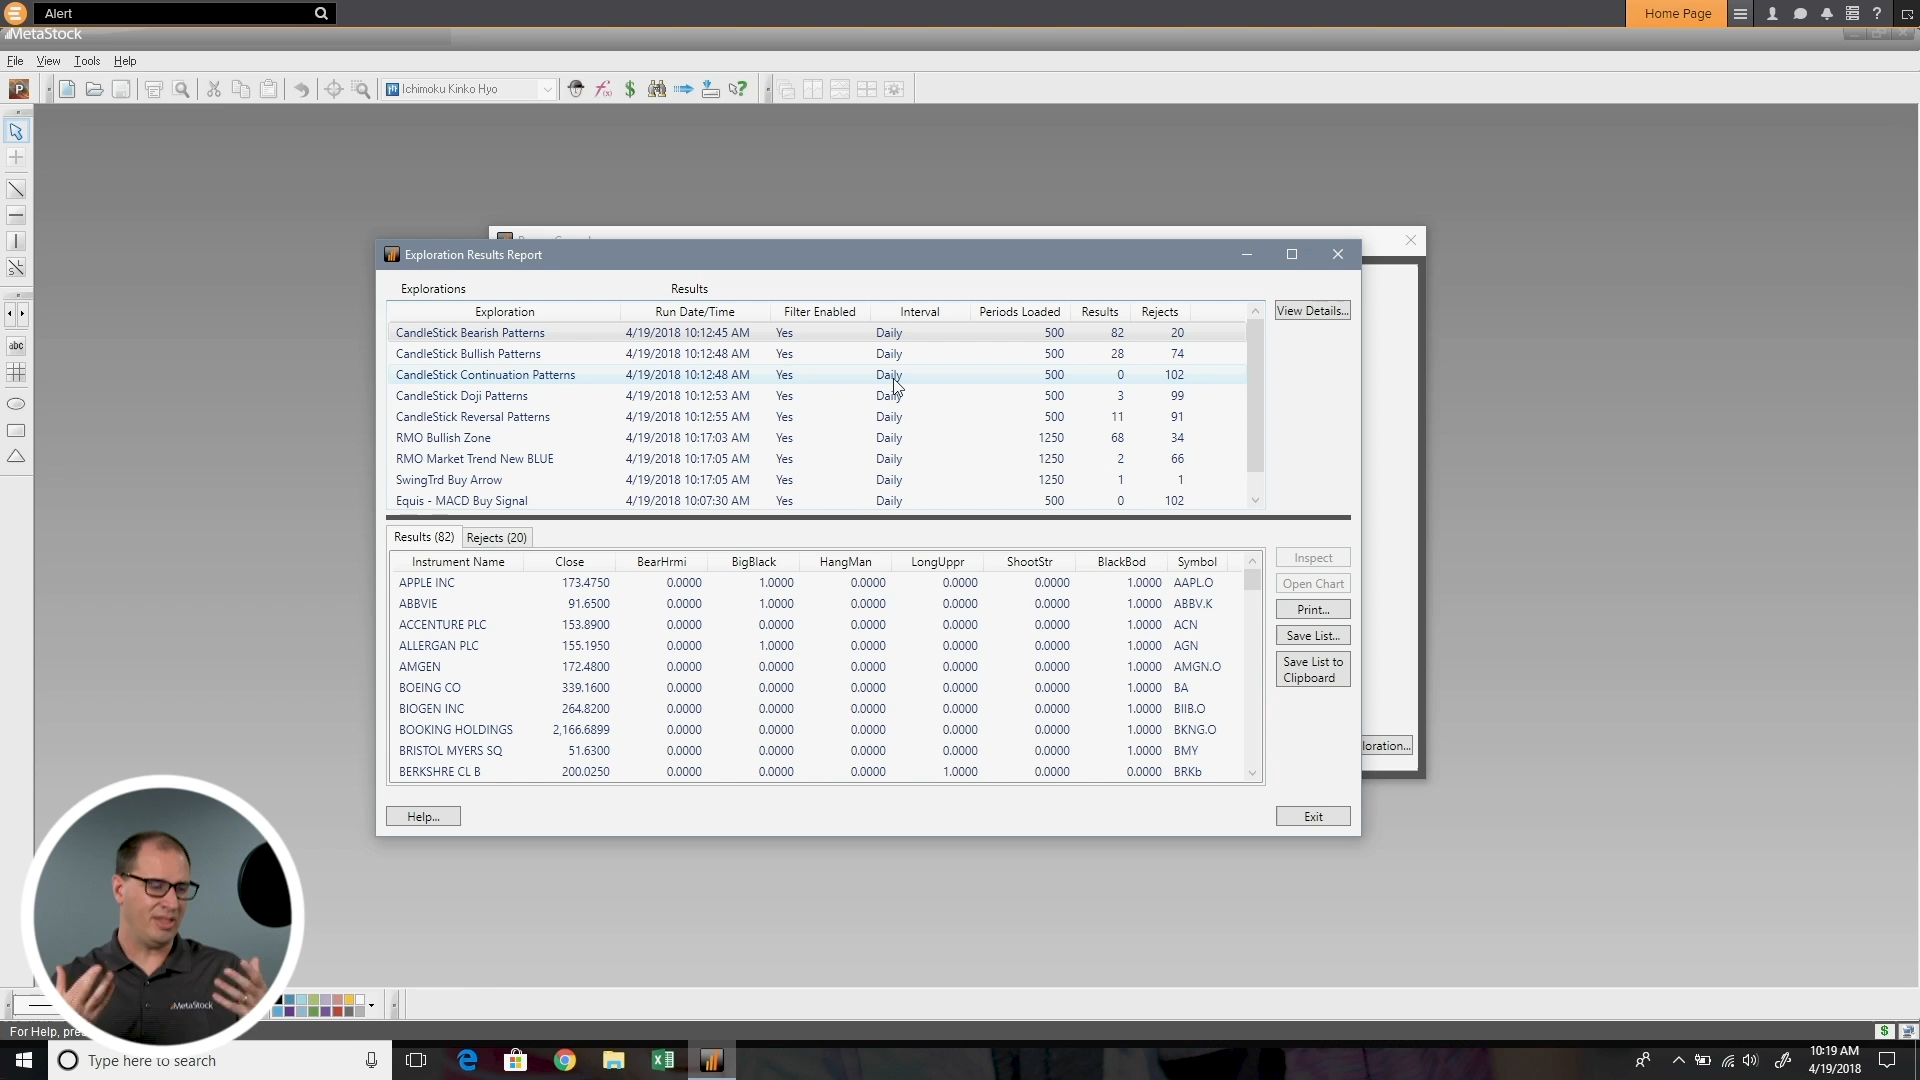 Alert
Home Page
MetaStock
File View Tools Help
P
Ichimoku Kinko Hyo
Exploration Results Report
Explorations
Results
Exploration Run Date/Time Filter Enabled Interval Periods Loaded Results Rejects
View Details...
CandleStick Bearish Patterns 4/19/2018 10:12:45 AM Yes Daily 500 82 20
CandleStick Bullish Patterns 4/19/2018 10:12:48 AM Yes Daily 500 28 74
CandleStick Continuation Patterns 4/19/2018 10:12:48 AM Yes Daily 500 0 102
CandleStick Doji Patterns 4/19/2018 10:12:53 AM Yes Daily 500 3 99
CandleStick Reversal Patterns 4/19/2018 10:12:55 AM Yes Daily 500 11 91
RMO Bullish Zone 4/19/2018 10:17:03 AM Yes Daily 1250 68 34
RMO Market Trend New BLUE 4/19/2018 10:17:05 AM Yes Daily 1250 2 66
SwingTrd Buy Arrow 4/19/2018 10:17:05 AM Yes Daily 1250 1 1
Equis - MACD Buy Signal 4/19/2018 10:07:30 AM Yes Daily 500 0 102
Results (82) Rejects (20)
Instrument Name Close BearHrmi BigBlack HangMan LongUppr ShootStr BlackBod Symbol
APPLE INC 173.4750 0.0000 1.0000 0.0000 0.0000 0.0000 1.0000 AAPL.O
ABBVIE 91.6500 0.0000 1.0000 0.0000 0.0000 0.0000 1.0000 ABBV.K
ACCENTURE PLC 153.8900 0.0000 0.0000 0.0000 0.0000 0.0000 1.0000 ACN
ALLERGAN PLC 155.1950 0.0000 1.0000 0.0000 0.0000 0.0000 1.0000 AGN
AMGEN 172.4800 0.0000 0.0000 0.0000 0.0000 0.0000 1.0000 AMGN.O
BOEING CO 339.1600 0.0000 0.0000 0.0000 0.0000 0.0000 1.0000 BA
BIOGEN INC 264.8200 0.0000 0.0000 0.0000 0.0000 0.0000 1.0000 BIIB.O
BOOKING HOLDINGS 2,166.6899 0.0000 0.0000 0.0000 0.0000 0.0000 1.0000 BKNG.O
BRISTOL MYERS SQ 51.6300 0.0000 0.0000 0.0000 0.0000 0.0000 1.0000 BMY
BERKSHRE CL B 200.0250 0.0000 0.0000 0.0000 1.0000 0.0000 0.0000 BRKb
Inspect
Open Chart
Print...
Save List...
Save List to
Clipboard
loration...
Help...
Exit
abc
MetaStock
For Help, pre
Type here to search
10:19 AM
4/19/2018